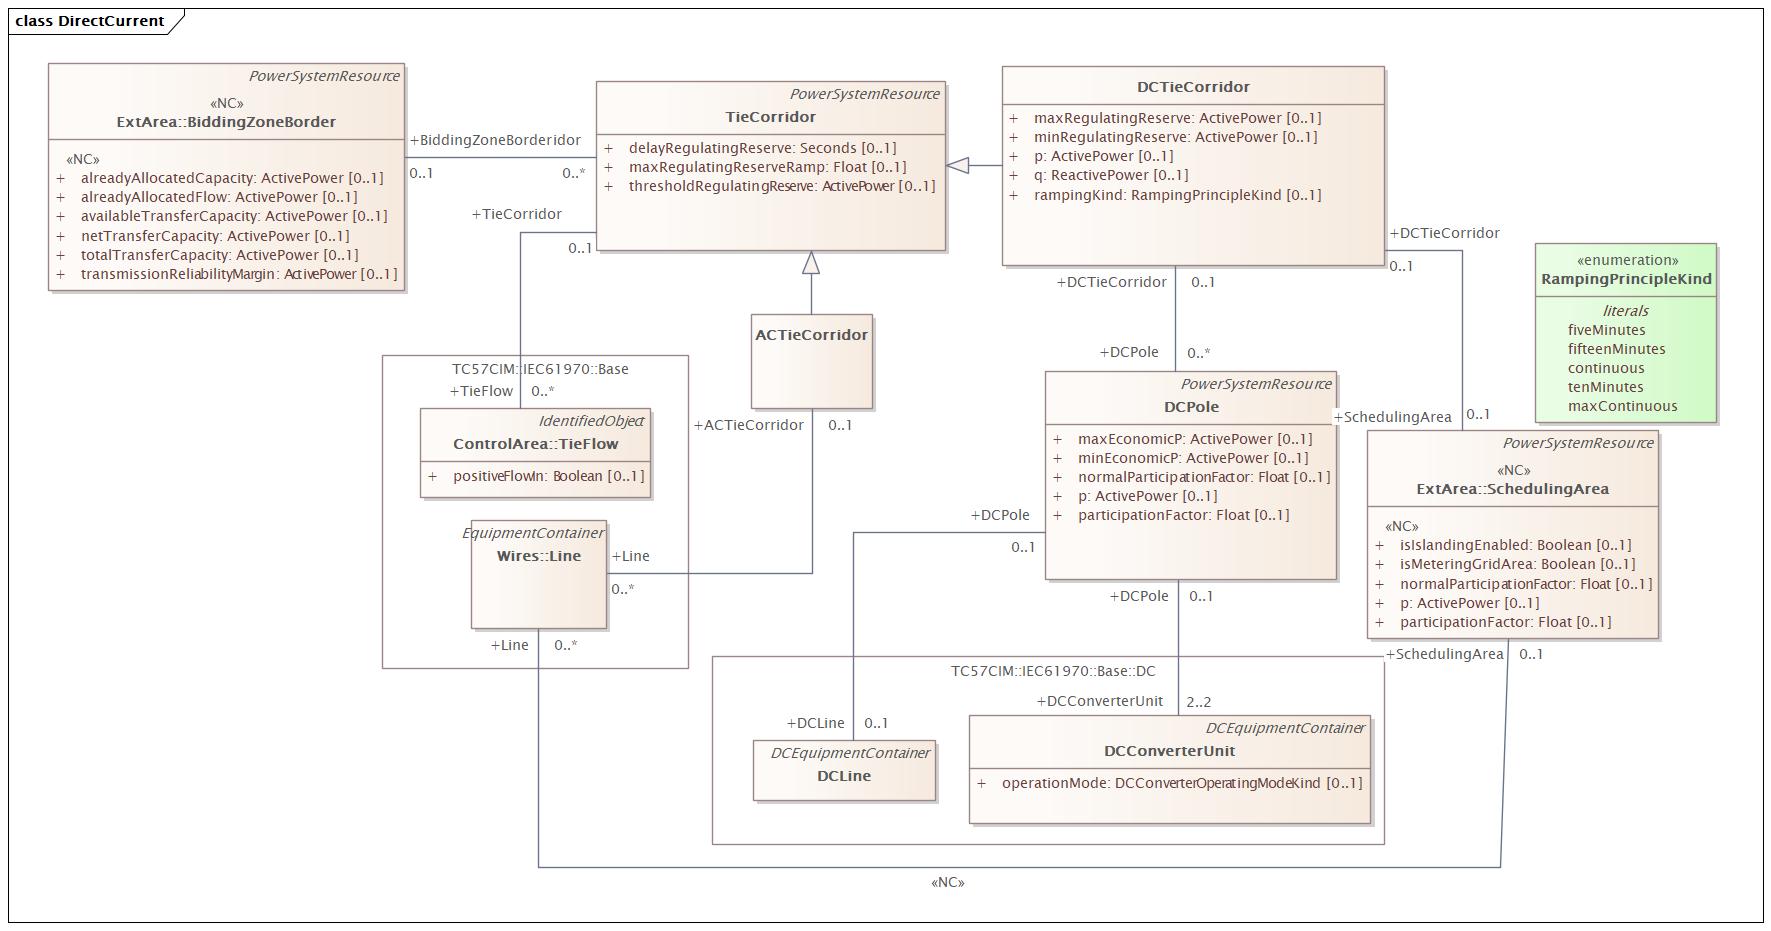 class DirectCurrent
PowerSystemResource
«NC»
ExtArea::BiddingZoneBorder
«NC»
+ alreadyAllocatedCapacity: ActivePower [0..1]
+ alreadyAllocatedFlow: ActivePower [0..1]
+ availableTransferCapacity: ActivePower [0..1]
+ netTransferCapacity: ActivePower [0..1]
+ totalTransferCapacity: ActivePower [0..1]
+ transmissionReliabilityMargin: ActivePower [0..1]
+BiddingZoneBorderidor
0..1
0..*
PowerSystemResource
TieCorridor
+ delayRegulatingReserve: Seconds [0..1]
+ maxRegulatingReserveRamp: Float [0..1]
+ thresholdRegulatingReserve: ActivePower [0..1]
+TieCorridor
0..1
DCTieCorridor
+ maxRegulatingReserve: ActivePower [0..1]
+ minRegulatingReserve: ActivePower [0..1]
+ p: ActivePower [0..1]
+ q: ReactivePower [0..1]
+ rampingKind: RampingPrincipleKind [0..1]
+DCTieCorridor
0..1
+DCTieCorridor
0..1
«enumeration»
RampingPrincipleKind
literals
fiveMinutes
fifteenMinutes
continuous
tenMinutes
maxContinuous
ACTieCorridor
+ACTieCorridor
0..1
TC57CIM::IEC61970::Base
+TieFlow
0..*
IdentifiedObject
ControlArea::TieFlow
+ positiveFlowIn: Boolean [0..1]
EquipmentContainer
Wires::Line
+Line
0..*
+Line
0..*
+DCPole
0..*
PowerSystemResource
DCPole
+ maxEconomicP: ActivePower [0..1]
+ minEconomicP: ActivePower [0..1]
+ normalParticipationFactor: Float [0..1]
+ p: ActivePower [0..1]
+ participationFactor: Float [0..1]
+DCPole
0..1
+DCPole
0..1
+SchedulingArea
0..1
PowerSystemResource
«NC»
ExtArea::SchedulingArea
«NC»
+ isIslandingEnabled: Boolean [0..1]
+ isMeteringGridArea: Boolean [0..1]
+ normalParticipationFactor: Float [0..1]
+ p: ActivePower [0..1]
+ participationFactor: Float [0..1]
+SchedulingArea
0..1
TC57CIM::IEC61970::Base::DC
+DCLine
0..1
DCEquipmentContainer
DCLine
+DCConverterUnit
2..2
DCEquipmentContainer
DCConverterUnit
+ operationMode: DCConverterOperatingModeKind [0..1]
«NC»